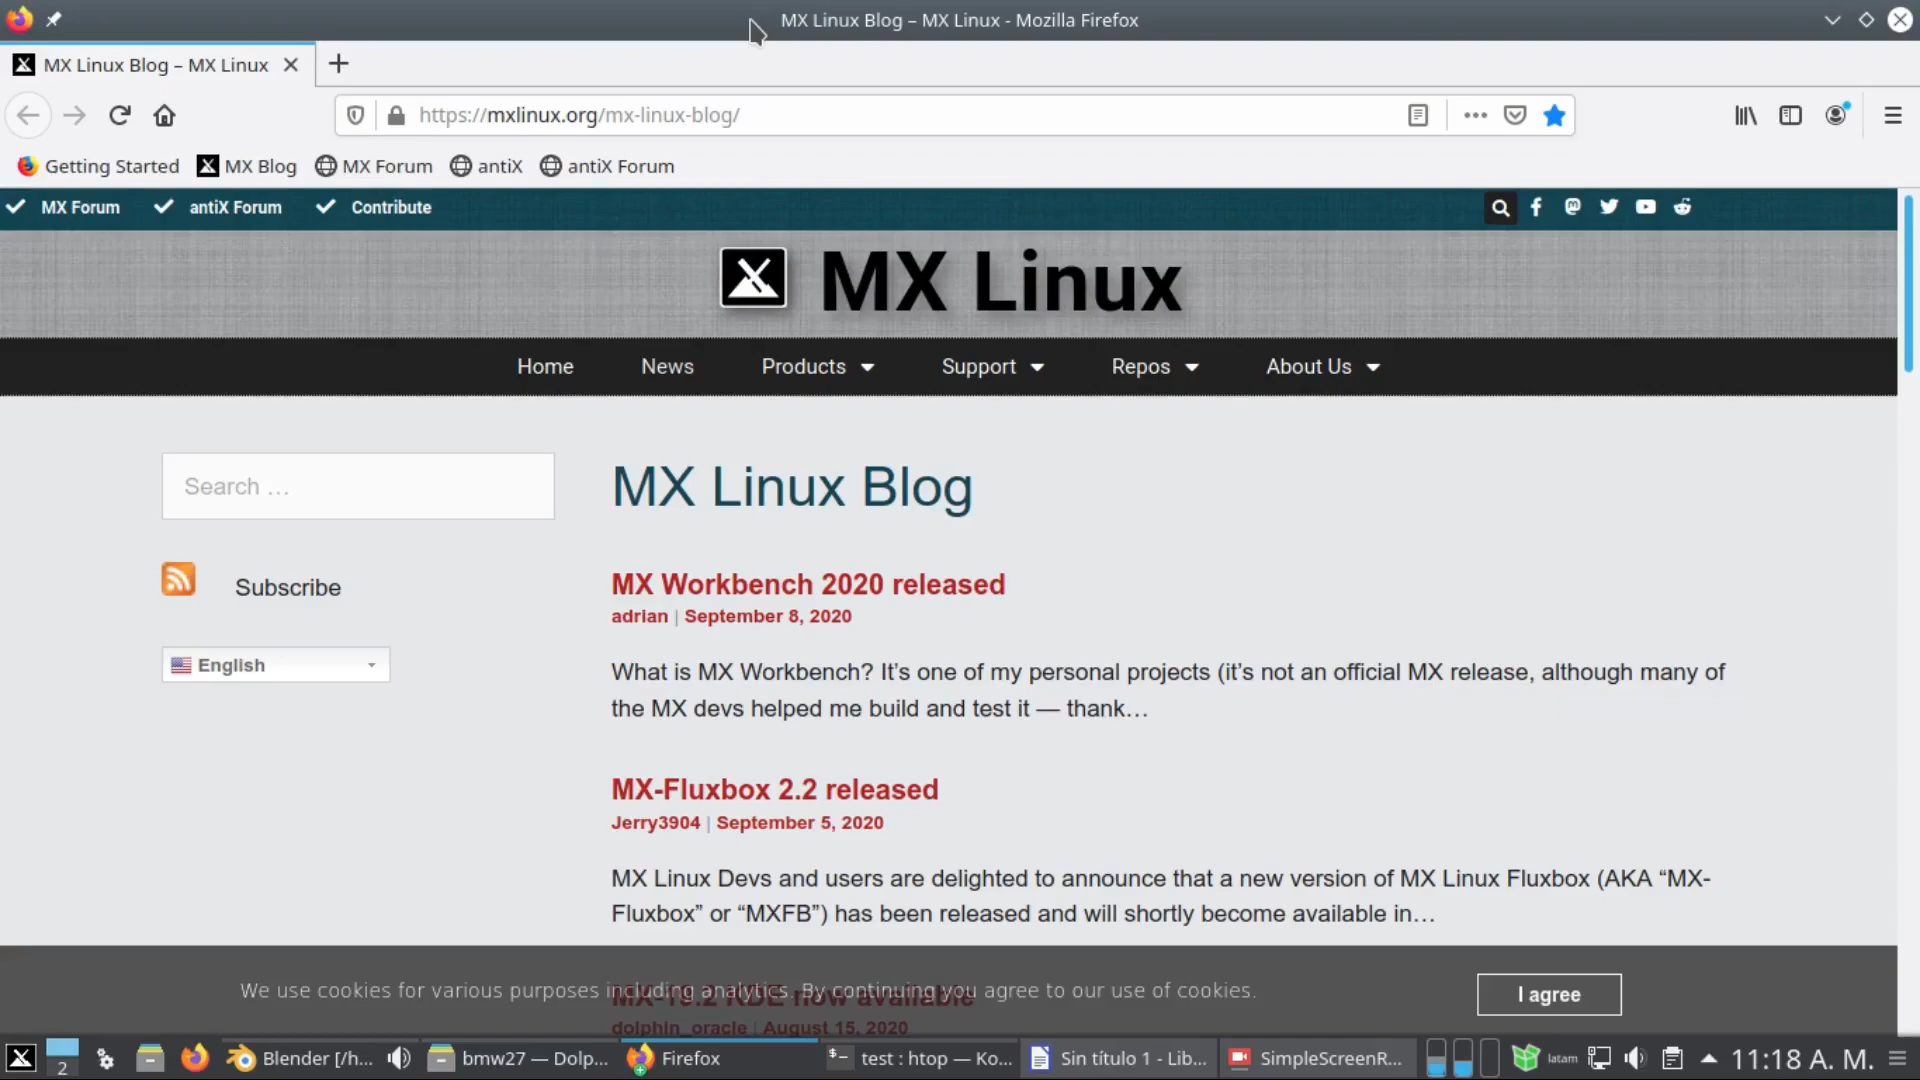 MX Linux Blog – MX Linux - Mozilla Firefox
MX Linux Blog – MX Linux
https://mxlinux.org/mx-linux-blog/
Getting Started MX Blog MX Forum antiX antiX Forum
MX Forum antiX Forum Contribute
MX Linux
Home News Products Support Repos About Us
Search …
MX Linux Blog
Subscribe
English
MX Workbench 2020 released
adrian | September 8, 2020
What is MX Workbench? It’s one of my personal projects (it’s not an official MX release, although many of
the MX devs helped me build and test it — thank…
MX-Fluxbox 2.2 released
Jerry3904 | September 5, 2020
MX Linux Devs and users are delighted to announce that a new version of MX Linux Fluxbox (AKA “MX-
Fluxbox” or “MXFB”) has been released and will shortly become available in…
We use cookies for various purposes including analytics. By continuing you agree to our use of cookies.
I agree
MX-19.2 KDE now available
dolphin_oracle | August 15, 2020
2 Blender [/h... bmw27 — Dolp... Firefox test : htop — Ko... Sin título 1 - Lib... SimpleScreenR... latam 11:18 A. M.